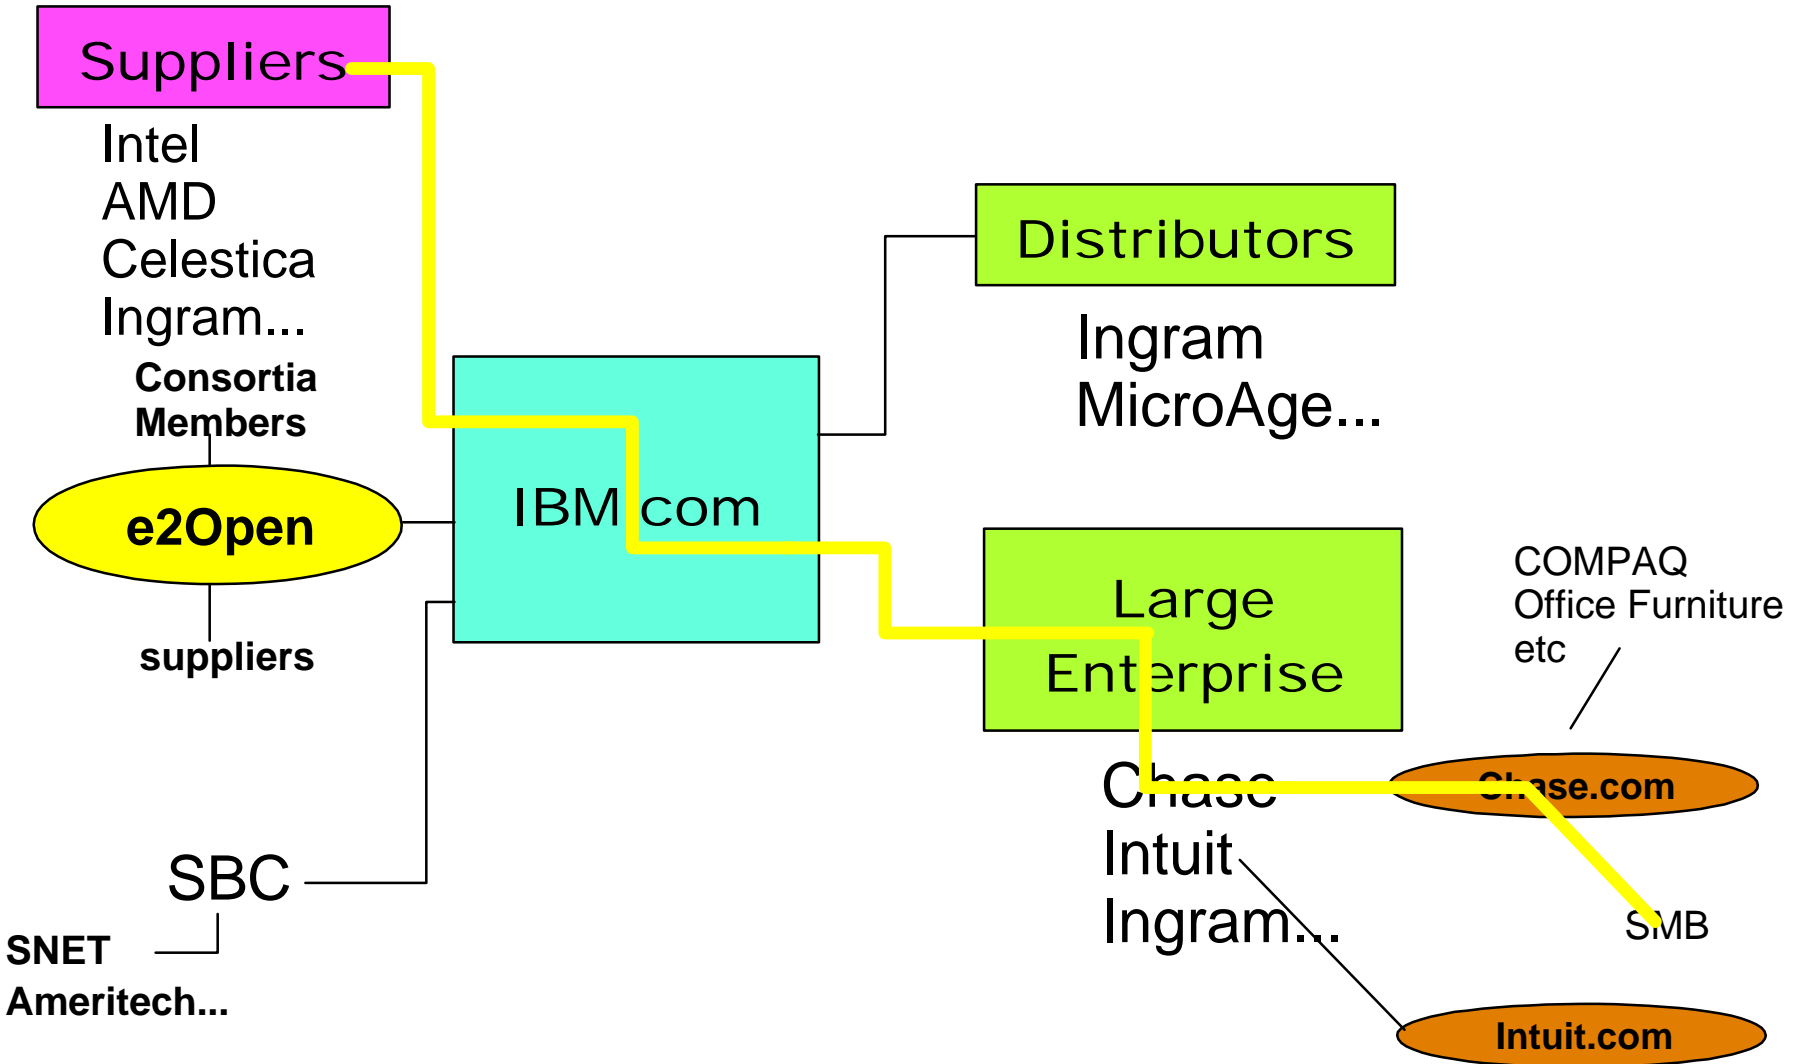 Suppliers
Intel
AMD
Celestica
Ingram...
Consortia
Members
e2Open
suppliers
SBC
SNET
Ameritech...
IBM.com
Distributors
Ingram
MicroAge...
Large
Enterprise
Chase
Intuit
Ingram...
COMPAQ
Office Furniture
etc
Chase.com
SMB
Intuit.com